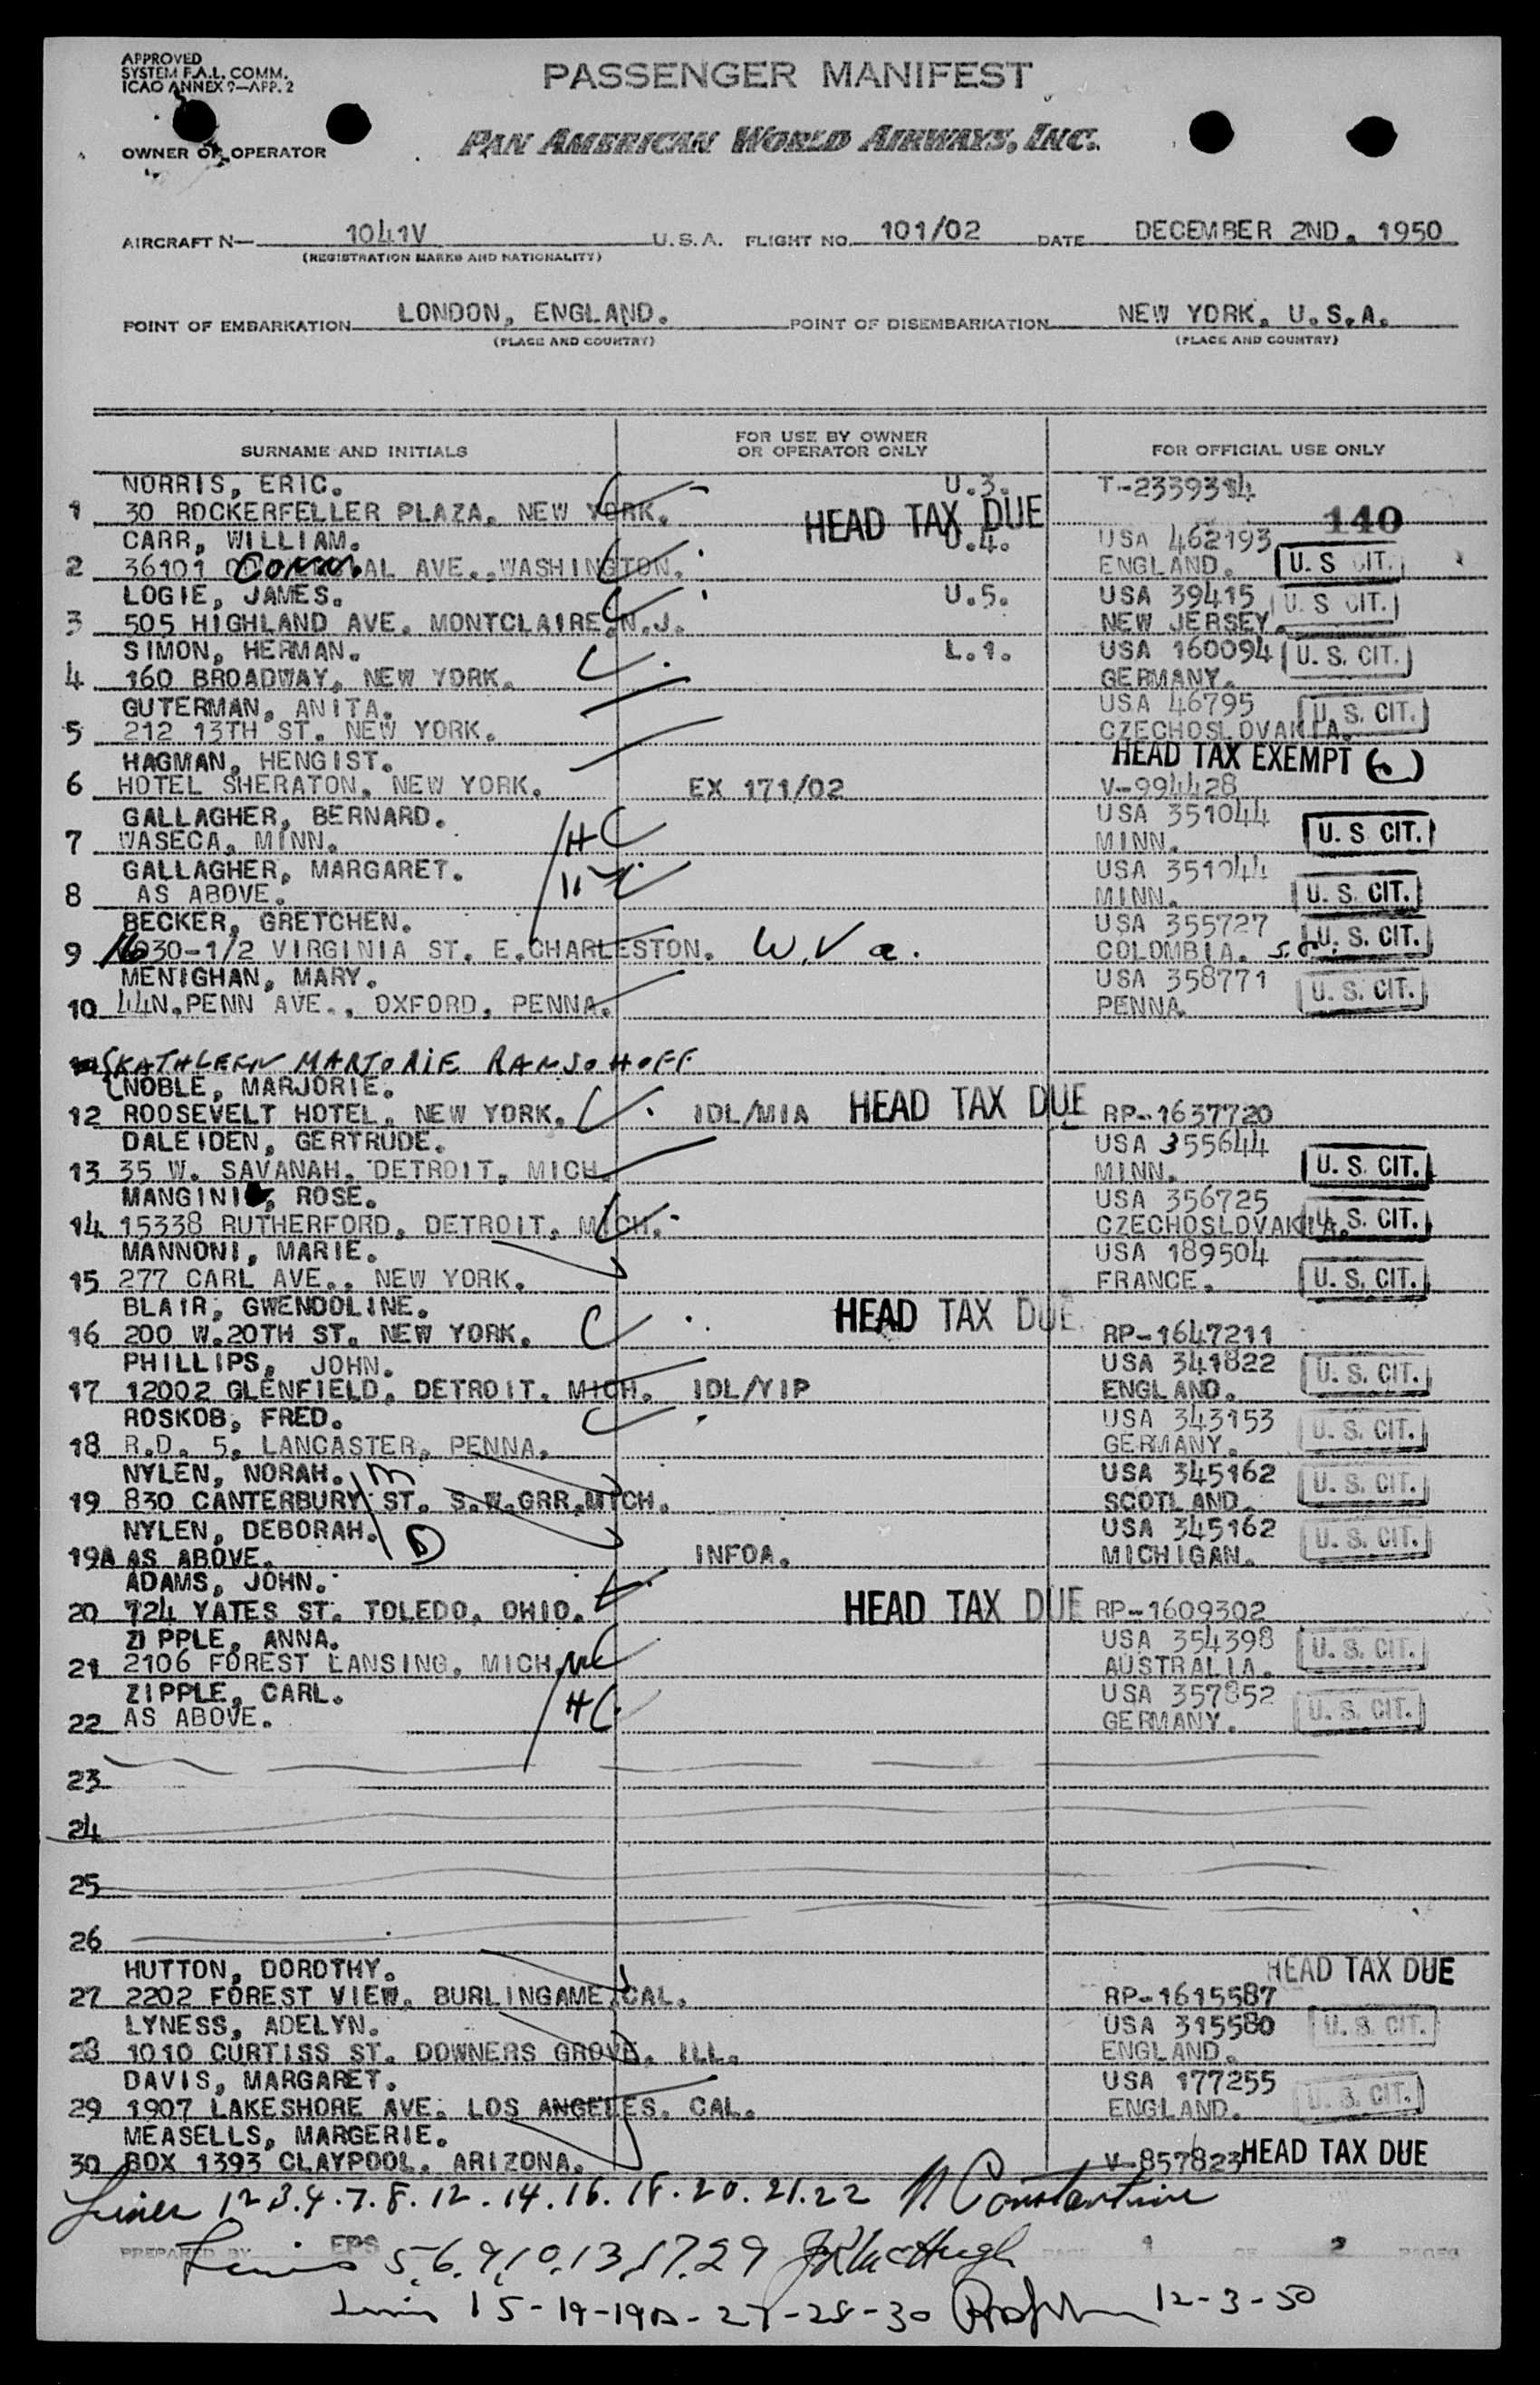 APPROVED
SYSTEM F.A.L. COMM.
ICAO ANNEX 9—APP. 2
PASSENGER MANIFEST
OWNER OR OPERATOR
PAN AMERICAN WORLD AIRWAYS, INC.
AIRCRAFT N— 1041V U.S.A. FLIGHT NO. 101/02 DATE DECEMBER 2ND. 1950
(REGISTRATION MARKS AND NATIONALITY)
POINT OF EMBARKATION LONDON, ENGLAND. POINT OF DISEMBARKATION NEW YORK. U.S.A.
(PLACE AND COUNTRY) (PLACE AND COUNTRY)
SURNAME AND INITIALS FOR USE BY OWNER OR OPERATOR ONLY FOR OFFICIAL USE ONLY
NORRIS, ERIC. U.3. T-2339314
1 30 ROCKERFELLER PLAZA. NEW YORK. HEAD TAX DUE 140
CARR, WILLIAM. U.4. USA 462193
2 36101 Conn. AL AVE..WASHINGTON. ENGLAND. U. S CIT.
LOGIE, JAMES. U.5. USA 39415 U. S CIT.
3 505 HIGHLAND AVE. MONTCLAIRE.N.J. NEW JERSEY.
SIMON, HERMAN. L.1. USA 160094 U. S. CIT.
4 160 BROADWAY, NEW YORK. GERMANY.
GUTERMAN, ANITA. USA 46795 U. S. CIT.
5 212 13TH ST. NEW YORK. CZECHOSLOVAKIA.
HAGMAN, HENGIST. HEAD TAX EXEMPT
6 HOTEL SHERATON. NEW YORK. EX 171/02 V-994428
GALLAGHER, BERNARD. USA 351044
7 WASECA, MINN. H MINN. U. S CIT.
GALLAGHER, MARGARET. USA 351044
8 AS ABOVE. MINN. U. S. CIT.
BECKER, GRETCHEN. USA 355727 U. S. CIT.
9 1630-1/2 VIRGINIA ST. E.CHARLESTON. W. V a. COLOMBIA. S.A.
MENIGHAN, MARY. USA 358771
10 44N.PENN AVE., OXFORD, PENNA. PENNA. U. S. CIT.
KATHLEEN MARJORIE RANSOHOFF
NOBLE, MARJORIE.
12 ROOSEVELT HOTEL. NEW YORK. IDL/MIA HEAD TAX DUE RP-1637720
DALEIDEN, GERTRUDE. USA 355644
13 35 W. SAVANAH. DETROIT. MICH. MINN. U. S. CIT.
MANGINI, ROSE. USA 356725
14 15338 RUTHERFORD, DETROIT, MICH. CZECHOSLOVAKIA. U. S. CIT.
MANNONI, MARIE. USA 189504
15 277 CARL AVE., NEW YORK. FRANCE. U. S. CIT.
BLAIR, GWENDOLINE. HEAD TAX DUE
16 200 W.20TH ST. NEW YORK. RP-1647211
PHILLIPS, JOHN. USA 341822
17 12002 GLENFIELD, DETROIT. MICH. IDL/YIP ENGLAND. U. S. CIT.
ROSKOB, FRED. USA 343153
18 R.D. 5, LANCASTER, PENNA. GERMANY. U. S. CIT.
NYLEN, NORAH. M USA 345162
19 830 CANTERBURY ST. S.W.GRR.MICH. SCOTLAND. U. S. CIT.
NYLEN, DEBORAH. D USA 345162
19A AS ABOVE. INFOA. MICHIGAN. U. S. CIT.
ADAMS, JOHN.
20 724 YATES ST. TOLEDO. OHIO. HEAD TAX DUE RP-1609302
ZIPPLE, ANNA. USA 354398
21 2106 FOREST LANSING. MICH. W AUSTRALIA. U. S. CIT.
ZIPPLE, CARL. H USA 357852
22 AS ABOVE. GERMANY. U. S. CIT.
23
24
25
26
HUTTON, DOROTHY. HEAD TAX DUE
27 2202 FOREST VIEW. BURLINGAME.CAL. RP-1615587
LYNESS, ADELYN. USA 315580 U. S. CIT.
28 1010 CURTISS ST. DOWNERS GROVE. ILL. ENGLAND.
DAVIS, MARGARET. USA 177255
29 1907 LAKESHORE AVE. LOS ANGELES. CAL. ENGLAND. U. S. CIT.
MEASELLS, MARGERIE.
30 BOX 1393 CLAYPOOL. ARIZONA. V-857823 HEAD TAX DUE
Lines 1 2 3.4.7.8.12.14.16.18.20.21.22 Constantine
PREPARED BY EPS PAGE 1 OF 2 PAGES
Lines 5.6.9.10.13.17.29 McHugh
Lines 15-19-19A-27-28-30 12-3-50